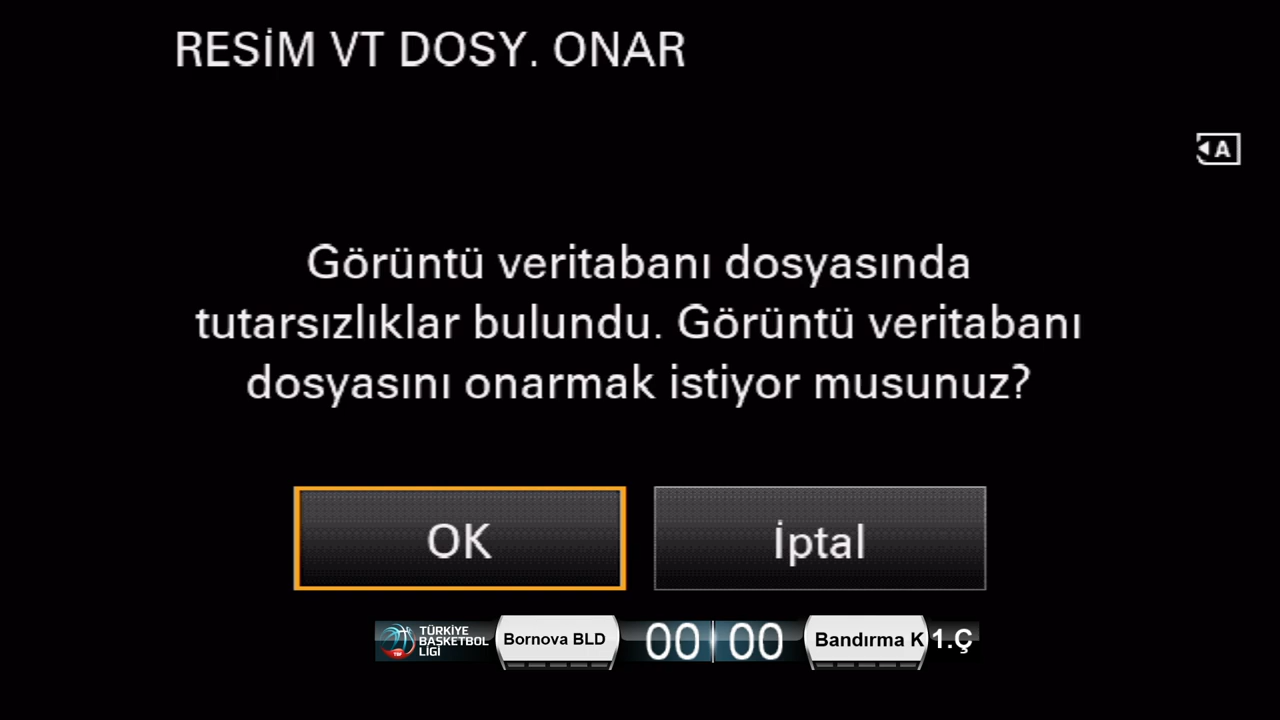 RESİM VT DOSY. ONAR
A
Görüntü veritabanı dosyasında
tutarsızlıklar bulundu. Görüntü veritabanı
dosyasını onarmak istiyor musunuz?
OK İptal
TÜRKİYE
BASKETBOL
LİGİ
TBF
Bornova BLD 00 00 Bandırma K 1.Ç